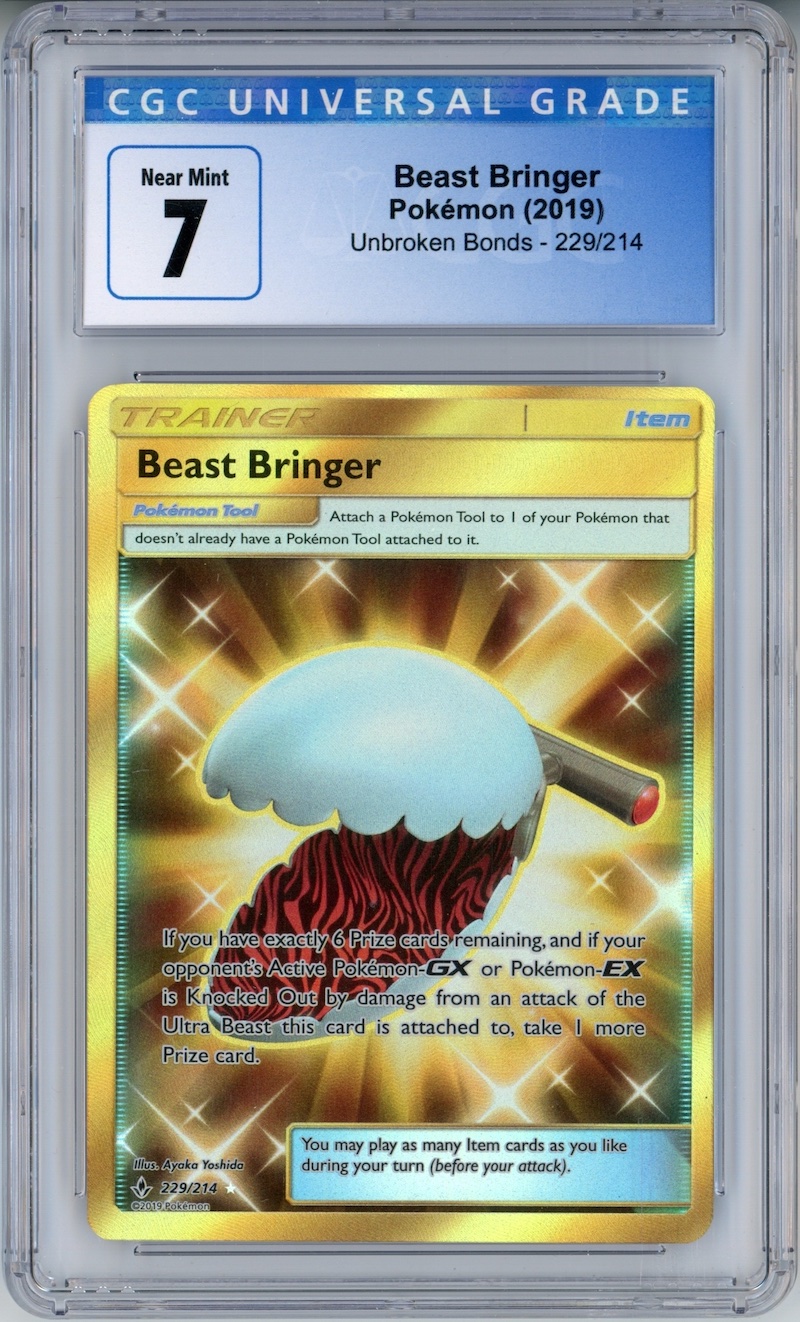 CGC UNIVERSAL GRADE
Near Mint
7
Beast Bringer
Pokémon (2019)
Unbroken Bonds - 229/214
TRAINER
Item
Beast Bringer
Pokémon Tool
Attach a Pokémon Tool to 1 of your Pokémon that
doesn't already have a Pokémon Tool attached to it.
If you have exactly 6 Prize cards remaining, and if your
opponent's Active Pokémon-GX or Pokémon-EX
is Knocked Out by damage from an attack of the
Ultra Beast this card is attached to, take 1 more
Prize card.
You may play as many Item cards as you like
during your turn (before your attack).
Illus. Ayaka Yoshida
229/214
©2019 Pokémon